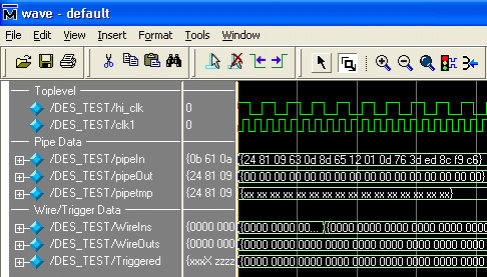 wave - default
File Edit View Insert Format Tools Window
Toplevel
/DES_TEST/hi_clk 0
/DES_TEST/clk1 0
Pipe Data
/DES_TEST/pipeIn {0b 61 0a {24 81 09 63 0d 8d 65 12 01 0d 76 3d ed 8c f9 c6}
/DES_TEST/pipeOut {24 81 09 {00 00 00 00 00 00 00 00 00 00 00 00 00 00 00 00}
/DES_TEST/pipetmp {24 81 09 {xx xx xx xx xx xx xx xx xx xx xx xx xx xx xx xx}
Wire/Trigger Data
/DES_TEST/WireIns {0000 000 {0000 0000 00... {0000 0000 0000 0000 0000
/DES_TEST/WireOuts {0000 000 {0000 0000 0000 0000 0000 0000 0000 0000
/DES_TEST/Triggered {xxxX zzzz {0000 0000 0000 0000 0000 0000 0000 0000